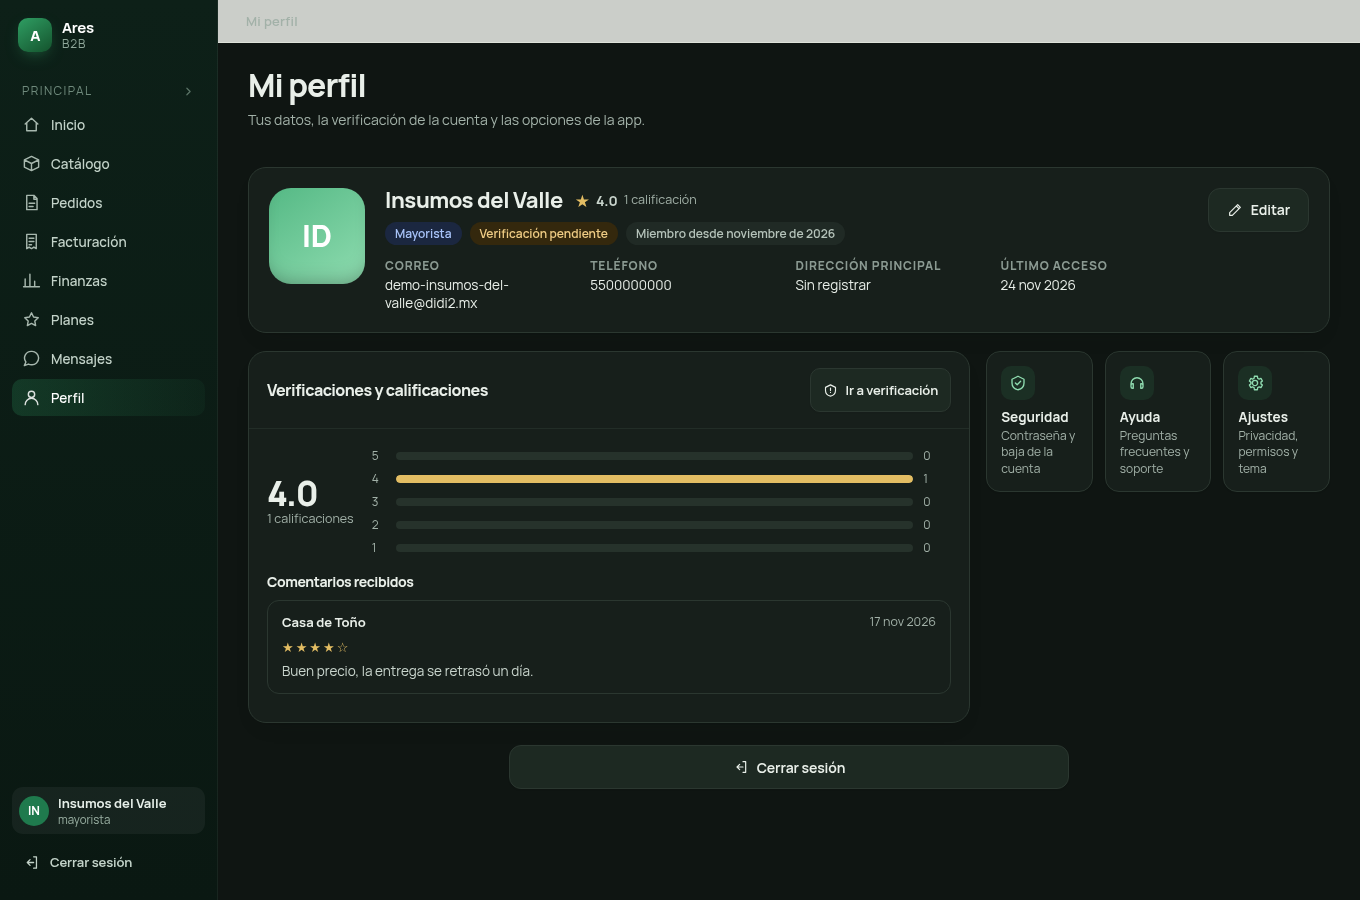 A
Ares
B2B
PRINCIPAL
Inicio
Catálogo
Pedidos
Facturación
Finanzas
Planes
Mensajes
Perfil
IN
Insumos del Valle
mayorista
Cerrar sesión
Mi perfil
Mi perfil
Tus datos, la verificación de la cuenta y las opciones de la app.
ID
Insumos del Valle ★ 4.0 1 calificación
Mayorista Verificación pendiente Miembro desde noviembre de 2026
CORREO
demo-insumos-del-
valle@didi2.mx
TELÉFONO
5500000000
DIRECCIÓN PRINCIPAL
Sin registrar
ÚLTIMO ACCESO
24 nov 2026
Editar
Verificaciones y calificaciones
Ir a verificación
4.0
1 calificaciones
5 0
4 1
3 0
2 0
1 0
Comentarios recibidos
Casa de Toño 17 nov 2026
★★★★☆
Buen precio, la entrega se retrasó un día.
Seguridad
Contraseña y
baja de la
cuenta
Ayuda
Preguntas
frecuentes y
soporte
Ajustes
Privacidad,
permisos y
tema
Cerrar sesión